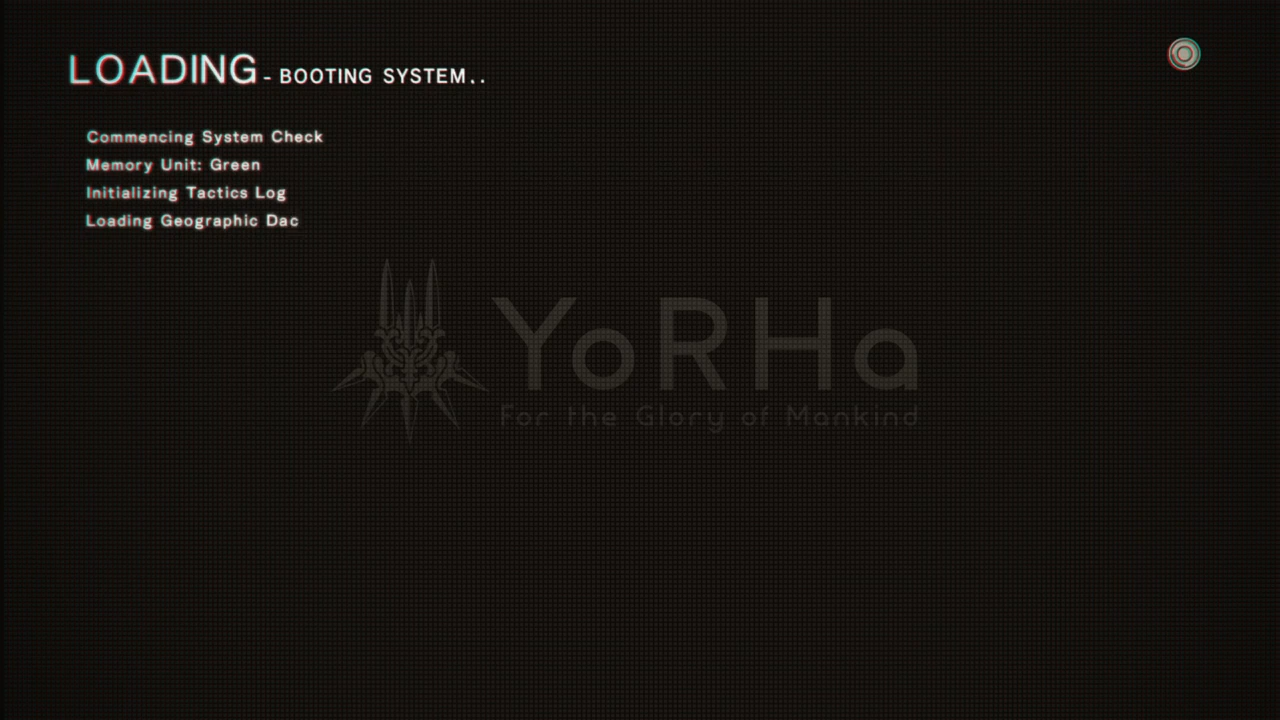 LOADING - BOOTING SYSTEM..
Commencing System Check
Memory Unit: Green
Initializing Tactics Log
Loading Geographic Dac
YoRHa
For the Glory of Mankind